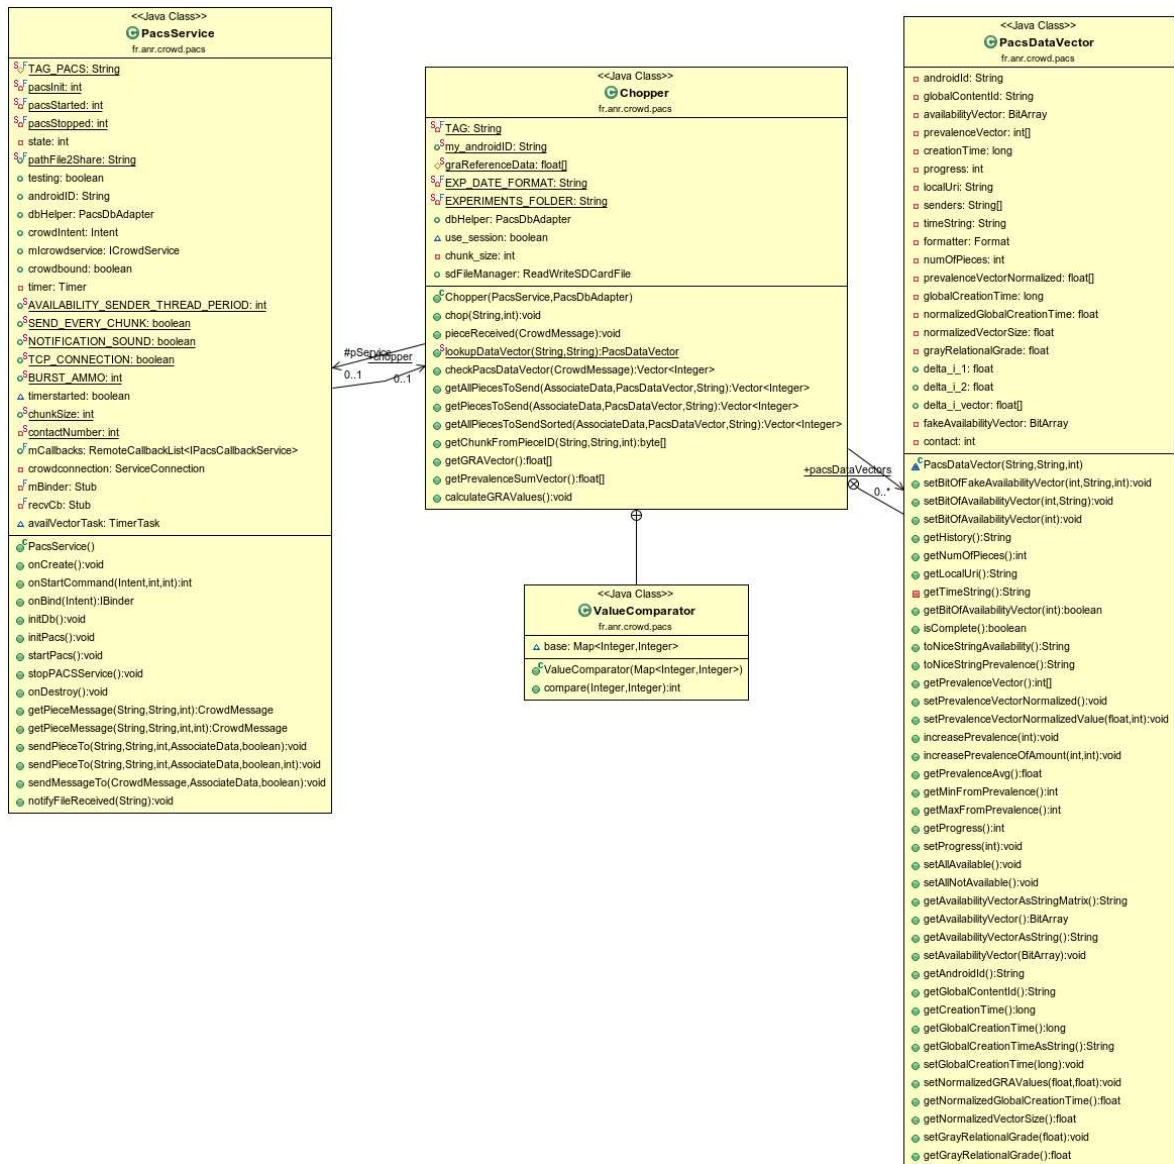 <<Java Class>>
PacsService
fr.anr.crowd.pacs
TAG_PACS: String
pacsInit: int
pacsStarted: int
pacsStopped: int
state: int
pathFile2Share: String
testing: boolean
androidID: String
dbHelper: PacsDbAdapter
crowdIntent: Intent
mIcrowdservice: ICrowdService
crowdbound: boolean
timer: Timer
AVAILABILITY_SENDER_THREAD_PERIOD: int
SEND_EVERY_CHUNK: boolean
NOTIFICATION_SOUND: boolean
TCP_CONNECTION: boolean
BURST_AMMO: int
timerstarted: boolean
chunkSize: int
contactNumber: int
mCallbacks: RemoteCallbackList<IPacsCallbackService>
crowdconnection: ServiceConnection
mBinder: Stub
recvCb: Stub
availVectorTask: TimerTask
PacsService()
onCreate():void
onStartCommand(Intent,int,int):int
onBind(Intent):IBinder
initDb():void
initPacs():void
startPacs():void
stopPACSService():void
onDestroy():void
getPieceMessage(String,String,int):CrowdMessage
getPieceMessage(String,String,int,int):CrowdMessage
sendPieceTo(String,String,int,AssociateData,boolean):void
sendPieceTo(String,String,int,AssociateData,boolean,int):void
sendMessageTo(CrowdMessage,AssociateData,boolean):void
notifyFileReceived(String):void
#pService
0..1
+chopper
0..1
<<Java Class>>
Chopper
fr.anr.crowd.pacs
TAG: String
my_androidID: String
graReferenceData: float[]
EXP_DATE_FORMAT: String
EXPERIMENTS_FOLDER: String
dbHelper: PacsDbAdapter
use_session: boolean
chunk_size: int
sdFileManager: ReadWriteSDCardFile
Chopper(PacsService,PacsDbAdapter)
chop(String,int):void
pieceReceived(CrowdMessage):void
lookupDataVector(String,String):PacsDataVector
checkPacsDataVector(CrowdMessage):Vector<Integer>
getAllPiecesToSend(AssociateData,PacsDataVector,String):Vector<Integer>
getPiecesToSend(AssociateData,PacsDataVector,String):Vector<Integer>
getAllPiecesToSendSorted(AssociateData,PacsDataVector,String):Vector<Integer>
getChunkFromPieceID(String,String,int):byte[]
getGRAVector():float[]
getPrevalenceSumVector():float[]
calculateGRAValues():void
<<Java Class>>
ValueComparator
fr.anr.crowd.pacs
base: Map<Integer,Integer>
ValueComparator(Map<Integer,Integer>)
compare(Integer,Integer):int
+pacsDataVectors
0..*
<<Java Class>>
PacsDataVector
fr.anr.crowd.pacs
androidId: String
globalContentId: String
availabilityVector: BitArray
prevalenceVector: int[]
creationTime: long
progress: int
localUri: String
senders: String[]
timeString: String
formatter: Format
numOfPieces: int
prevalenceVectorNormalized: float[]
globalCreationTime: long
normalizedGlobalCreationTime: float
normalizedVectorSize: float
grayRelationalGrade: float
delta_i_1: float
delta_i_2: float
delta_i_vector: float[]
fakeAvailabilityVector: BitArray
contact: int
PacsDataVector(String,String,int)
setBitOfFakeAvailabilityVector(int,String,int):void
setBitOfAvailabilityVector(int,String):void
setBitOfAvailabilityVector(int):void
getHistory():String
getNumOfPieces():int
getLocalUri():String
getTimeString():String
getBitOfAvailabilityVector(int):boolean
isComplete():boolean
toNiceStringAvailability():String
toNiceStringPrevalence():String
getPrevalenceVector():int[]
setPrevalenceVectorNormalized():void
setPrevalenceVectorNormalizedValue(float,int):void
increasePrevalence(int):void
increasePrevalenceOfAmount(int,int):void
getPrevalenceAvg():float
getMinFromPrevalence():int
getMaxFromPrevalence():int
getProgress():int
setProgress(int):void
setAllAvailable():void
setAllNotAvailable():void
getAvailabilityVectorAsStringMatrix():String
getAvailabilityVector():BitArray
getAvailabilityVectorAsString():String
setAvailabilityVector(BitArray):void
getAndroidId():String
getGlobalContentId():String
getCreationTime():long
getGlobalCreationTime():long
getGlobalCreationTimeAsString():String
setGlobalCreationTime(long):void
setNormalizedGRAValues(float,float):void
getNormalizedGlobalCreationTime():float
getNormalizedVectorSize():float
setGrayRelationalGrade(float):void
getGrayRelationalGrade():float